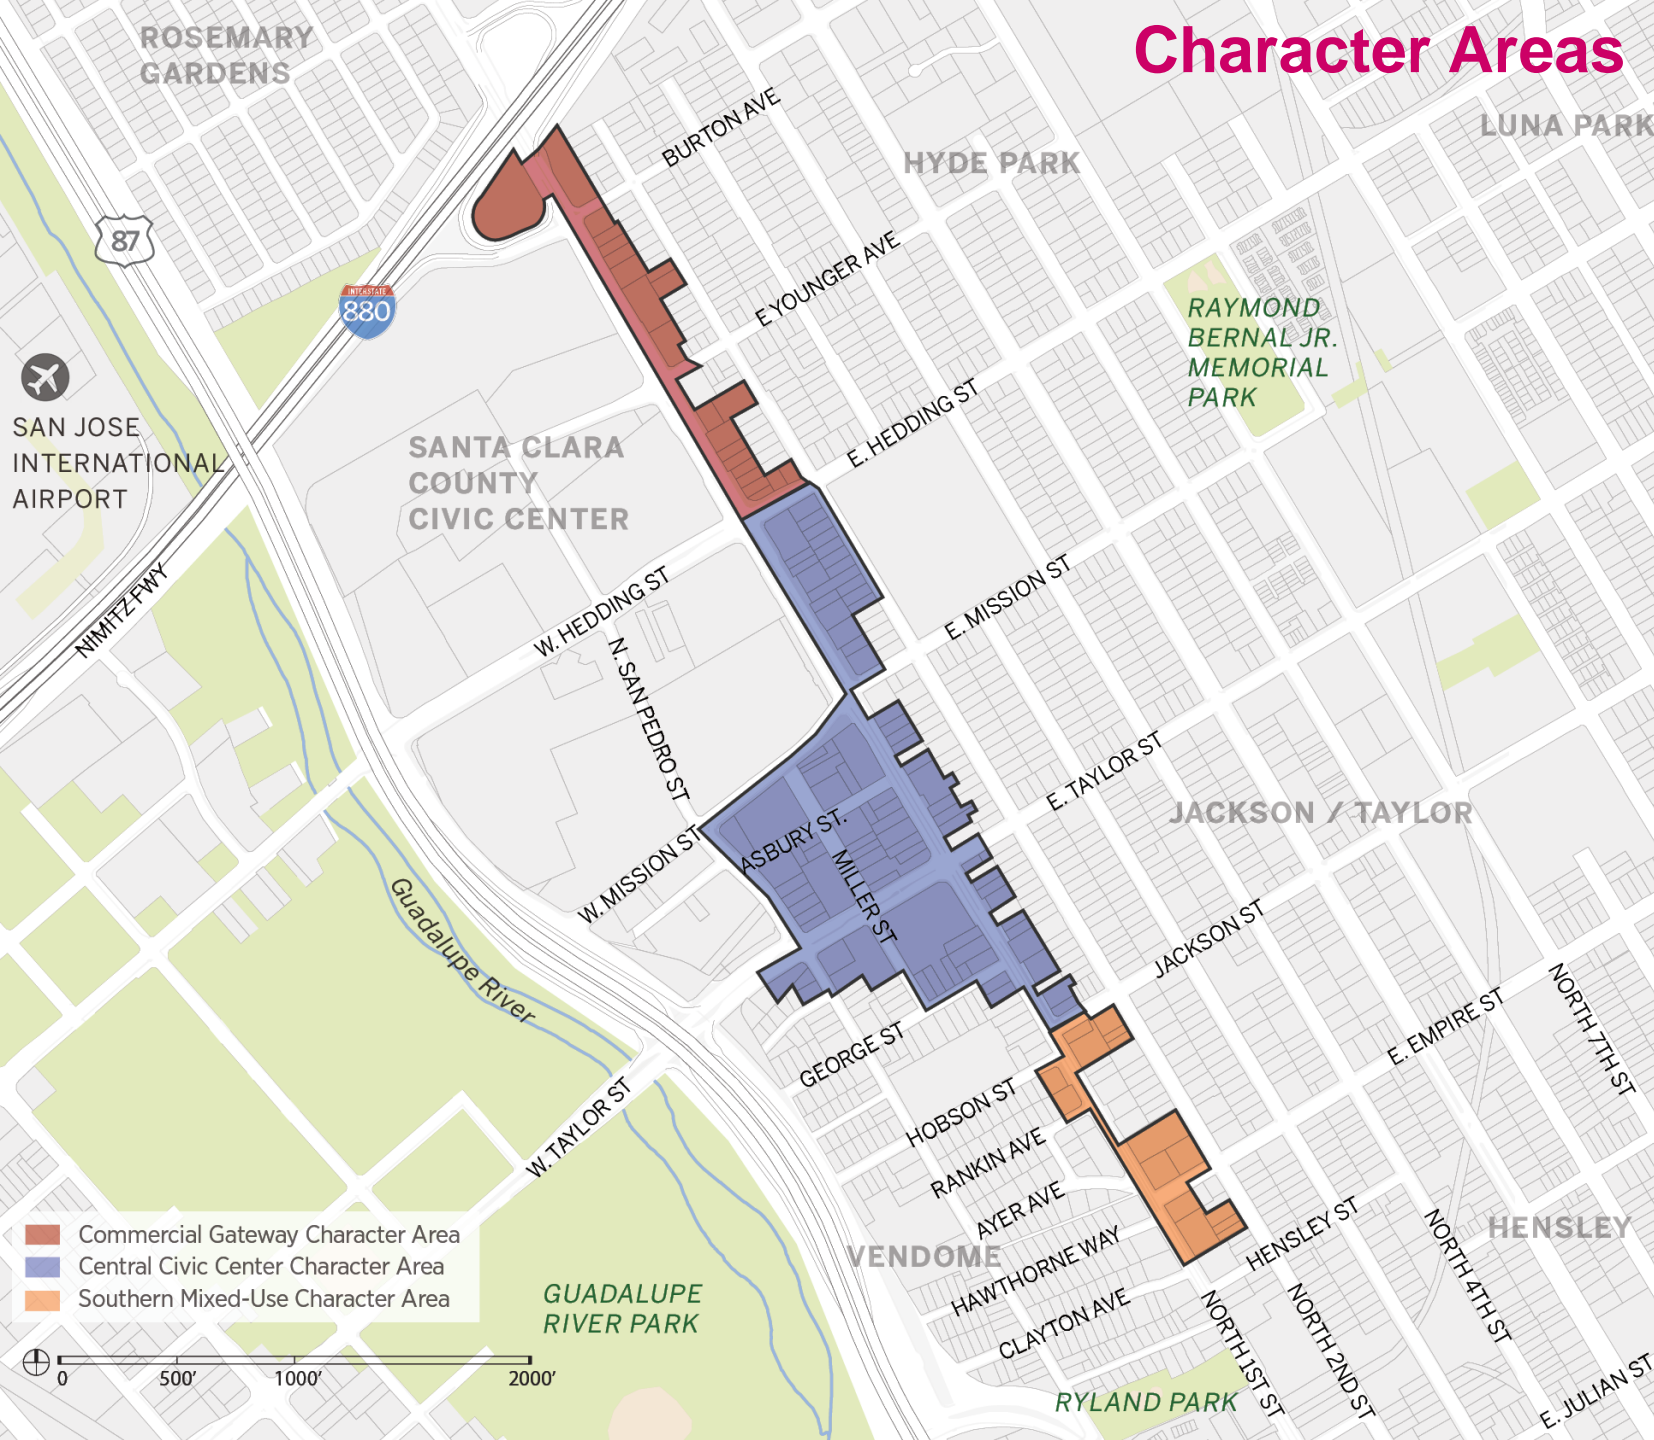 Character Areas
ROSEMARY
GARDENS
BURTON AVE
HYDE PARK
LUNA PARK
87
INTERSTATE
880
E YOUNGER AVE
RAYMOND
BERNAL JR.
MEMORIAL
PARK
SAN JOSE
INTERNATIONAL
AIRPORT
SANTA CLARA
COUNTY
CIVIC CENTER
E. HEDDING ST
NIMITZ FWY
W. HEDDING ST
E. MISSION ST
N. SAN PEDRO ST
E. TAYLOR ST
JACKSON / TAYLOR
W. MISSION ST
ASBURY ST.
MILLER ST
Guadalupe River
JACKSON ST
NORTH 7TH ST
E. EMPIRE ST
GEORGE ST
HOBSON ST
W. TAYLOR ST
RANKIN AVE
AYER AVE
HENSLEY
HENSLEY ST
NORTH 4TH ST
VENDOME
HAWTHORNE WAY
CLAYTON AVE
NORTH 1ST ST
NORTH 2ND ST
E. JULIAN ST
RYLAND PARK
GUADALUPE
RIVER PARK
Commercial Gateway Character Area
Central Civic Center Character Area
Southern Mixed-Use Character Area
0 500' 1000' 2000'